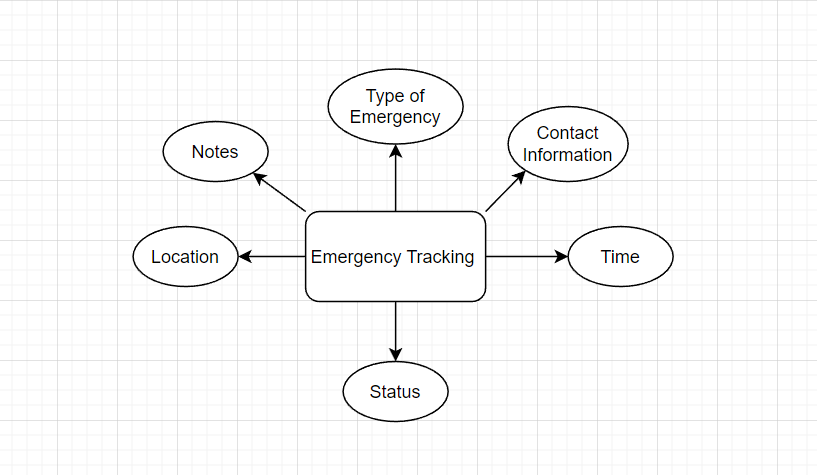 Type of
Emergency
Contact
Information
Notes
Location
Emergency Tracking
Time
Status